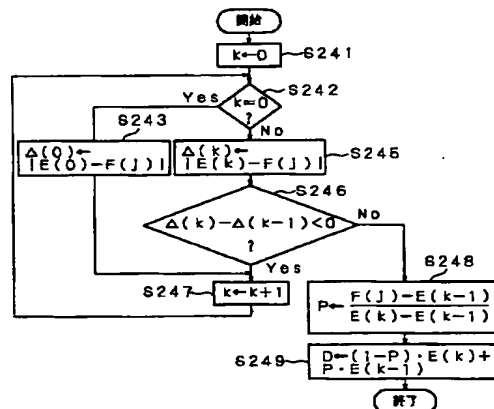 開始
k←0
S241
S242
k=0
?
Yes
No
S243
Δ(0)←
|E(0)-F(j)|
Δ(k)←
|E(k)-F(j)|
S245
S246
Δ(k)-Δ(k-1)<0
?
No
Yes
S247
k←k+1
S248
P← F(j)-E(k-1)
E(k)-E(k-1)
S249
D←(1-P)·E(k)+
P·E(k-1)
終了